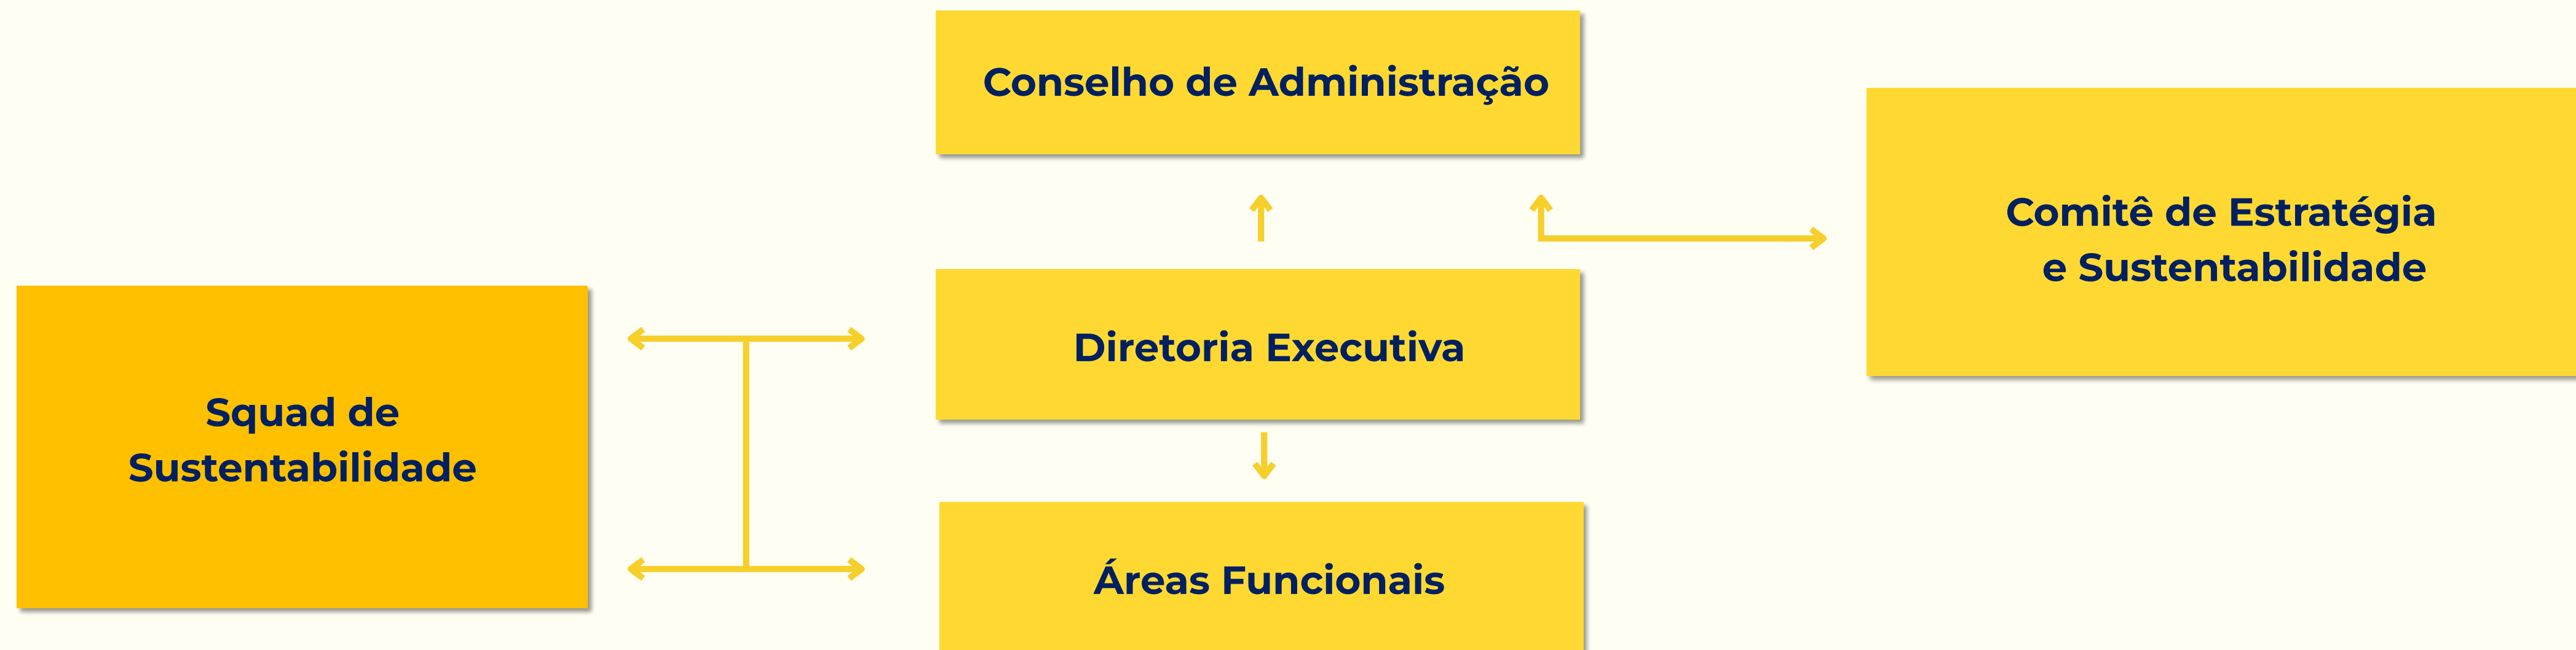 Conselho de Administração
Comitê de Estratégia
e Sustentabilidade
Diretoria Executiva
Squad de
Sustentabilidade
Áreas Funcionais